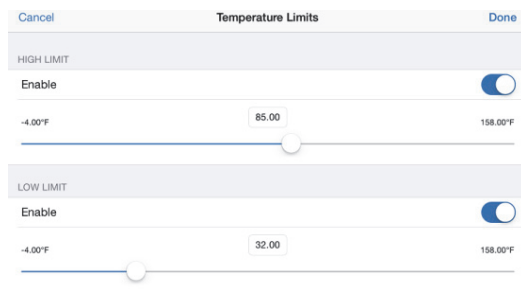 Cancel Temperature Limits Done
HIGH LIMIT
Enable
-4.00°F 85.00 158.00°F
LOW LIMIT
Enable
-4.00°F 32.00 158.00°F